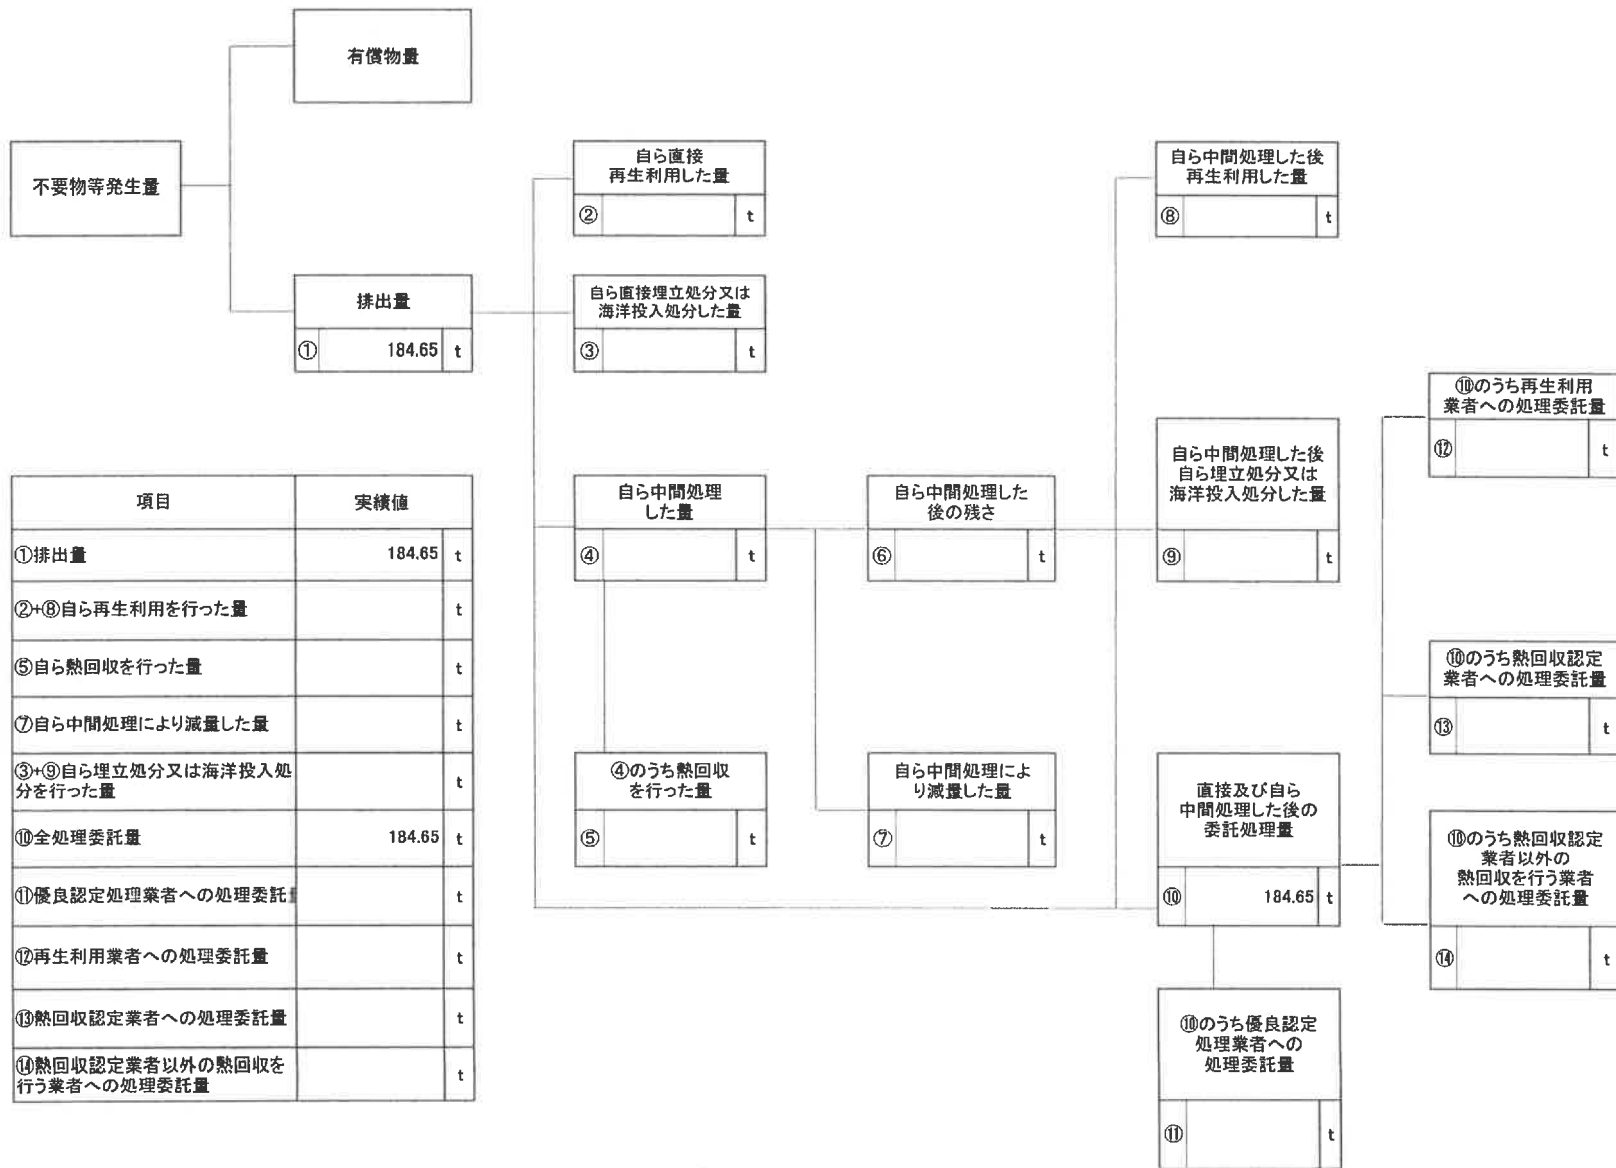 有償物量
不要物等発生量
排出量
① 184.65 t
自ら直接
再生利用した量
② t
自ら直接埋立処分又は
海洋投入処分した量
③ t
自ら中間処理
した量
④ t
④のうち熱回収
を行った量
⑤ t
自ら中間処理した
後の残さ
⑥ t
自ら中間処理によ
り減量した量
⑦ t
自ら中間処理した後
再生利用した量
⑧ t
自ら中間処理した後
自ら埋立処分又は
海洋投入処分した量
⑨ t
直接及び自ら
中間処理した後の
委託処理量
⑩ 184.65 t
⑩のうち優良認定
処理業者への
処理委託量
⑪ t
⑩のうち再生利用
業者への処理委託量
⑫ t
⑩のうち熱回収認定
業者への処理委託量
⑬ t
⑩のうち熱回収認定
業者以外の
熱回収を行う業者
への処理委託量
⑭ t
項目 実績値
①排出量 184.65 t
②+⑧自ら再生利用を行った量 t
⑤自ら熱回収を行った量 t
⑦自ら中間処理により減量した量 t
③+⑨自ら埋立処分又は海洋投入処
分を行った量 t
⑩全処理委託量 184.65 t
⑪優良認定処理業者への処理委託 t
⑫再生利用業者への処理委託量 t
⑬熱回収認定業者への処理委託量 t
⑭熱回収認定業者以外の熱回収を
行う業者への処理委託量 t